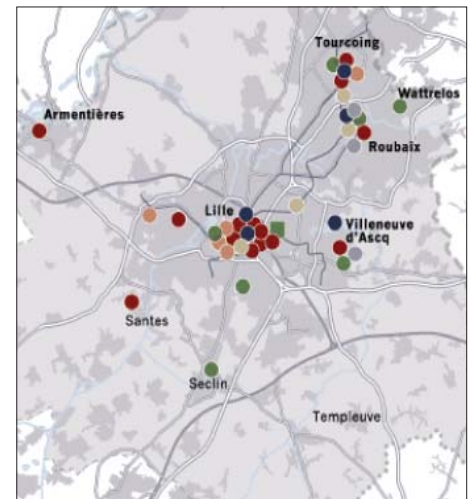 Tourcoing
Wattrelos
Armentières
Roubaix
Lille
Villeneuve
d'Ascq
Santes
Seclin
Templeuve